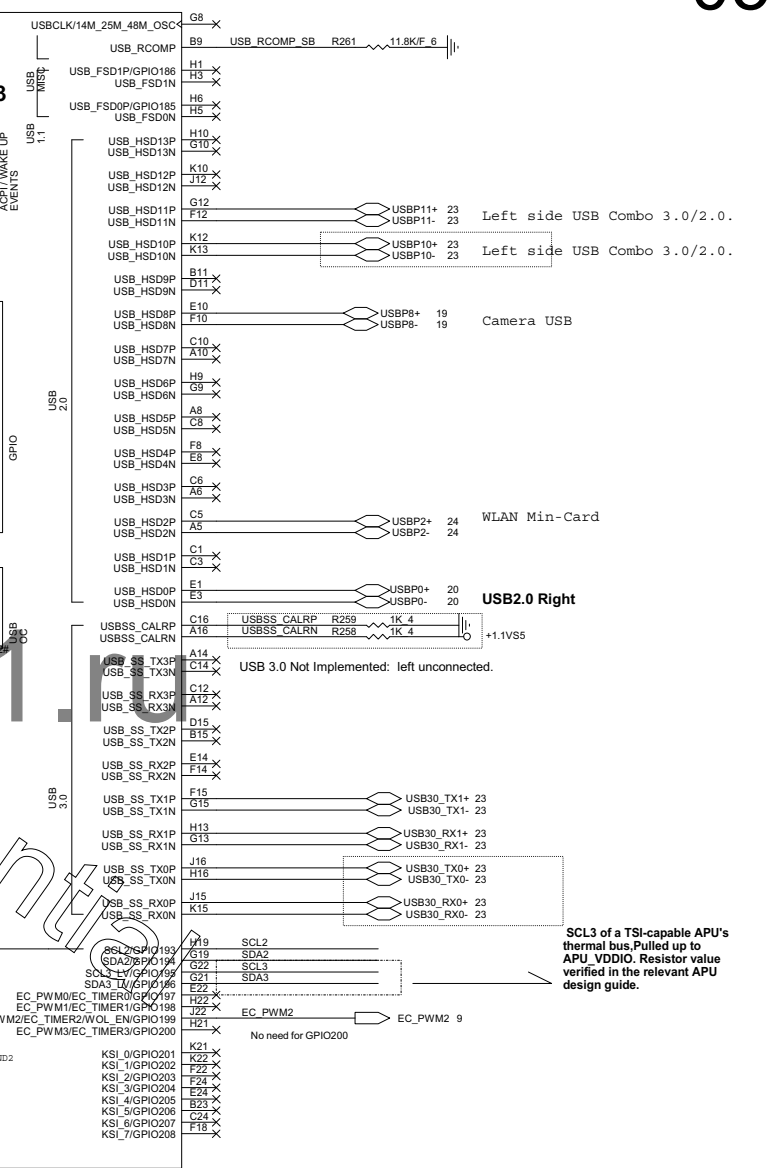 USBCLK/14M_25M_48M_OSC G8
USB_RCOMP B9 USB_RCOMP_SB R261 11.8K/F_6
USB MISC
USB_FSD1P/GPIO186 H1
USB_FSD1N H3
USB_FSD0P/GPIO185 H6
USB_FSD0N H5
USB 1.1
ACPI / WAKE UP EVENTS
USB_HSD13P H10
USB_HSD13N G10
USB_HSD12P K10
USB_HSD12N J12
USB_HSD11P G12 USBP11+ 23
USB_HSD11N F12 USBP11- 23
Left side USB Combo 3.0/2.0.
USB_HSD10P K12 USBP10+ 23
USB_HSD10N K13 USBP10- 23
Left side USB Combo 3.0/2.0.
USB_HSD9P B11
USB_HSD9N D11
USB_HSD8P E10 USBP8+ 19
USB_HSD8N F10 USBP8- 19
Camera USB
USB_HSD7P C10
USB_HSD7N A10
USB_HSD6P H9
USB_HSD6N G9
USB 2.0
USB_HSD5P A8
USB_HSD5N C8
GPIO
USB_HSD4P F8
USB_HSD4N E8
USB_HSD3P C6
USB_HSD3N A6
USB_HSD2P C5 USBP2+ 24
USB_HSD2N A5 USBP2- 24
WLAN Min-Card
USB_HSD1P C1
USB_HSD1N C3
USB_HSD0P E1 USBP0+ 20
USB_HSD0N E3 USBP0- 20
USB2.0 Right
USB OC
USBSS_CALRP C16 USBSS_CALRP R259 1K_4
USBSS_CALRN A16 USBSS_CALRN R258 1K_4 +1.1VS5
USB 3.0 Not Implemented: left unconnected.
1.ru
USB_SS_TX3P A14
USB_SS_TX3N C14
USB_SS_RX3P C12
USB_SS_RX3N A12
USB_SS_TX2P D15
USB_SS_TX2N B15
USB_SS_RX2P E14
USB_SS_RX2N F14
USB 3.0
USB_SS_TX1P F15 USB30_TX1+ 23
USB_SS_TX1N G15 USB30_TX1- 23
USB_SS_RX1P H13 USB30_RX1+ 23
USB_SS_RX1N G13 USB30_RX1- 23
USB_SS_TX0P J16 USB30_TX0+ 23
USB_SS_TX0N H16 USB30_TX0- 23
USB_SS_RX0P J15 USB30_RX0+ 23
USB_SS_RX0N K15 USB30_RX0- 23
ntial
SCL2/GPIO193 H19 SCL2
SDA2/GPIO194 G19 SDA2
SCL3_LV/GPIO195 G22 SCL3
SDA3_LV/GPIO196 G21 SDA3
SCL3 of a TSI-capable APU's
thermal bus,Pulled up to
APU_VDDIO. Resistor value
verified in the relevant APU
design guide.
EC_PWM0/EC_TIMER0/GPIO197 E22
EC_PWM1/EC_TIMER1/GPIO198 H22
WM2/EC_TIMER2/WOL_EN/GPIO199 J22 EC_PWM2 EC_PWM2 9
EC_PWM3/EC_TIMER3/GPIO200 H21
No need for GPIO200
KSI_0/GPIO201 K21
KSI_1/GPIO202 K22
KSI_2/GPIO203 F22
KSI_3/GPIO204 F24
KSI_4/GPIO205 E24
KSI_5/GPIO206 B23
KSI_6/GPIO207 C24
KSI_7/GPIO208 F18
ND2